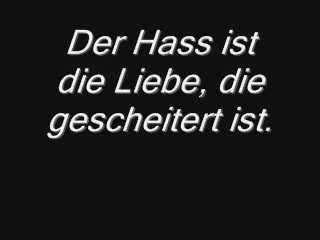 Der Hass ist
die Liebe, die
gescheitert ist.